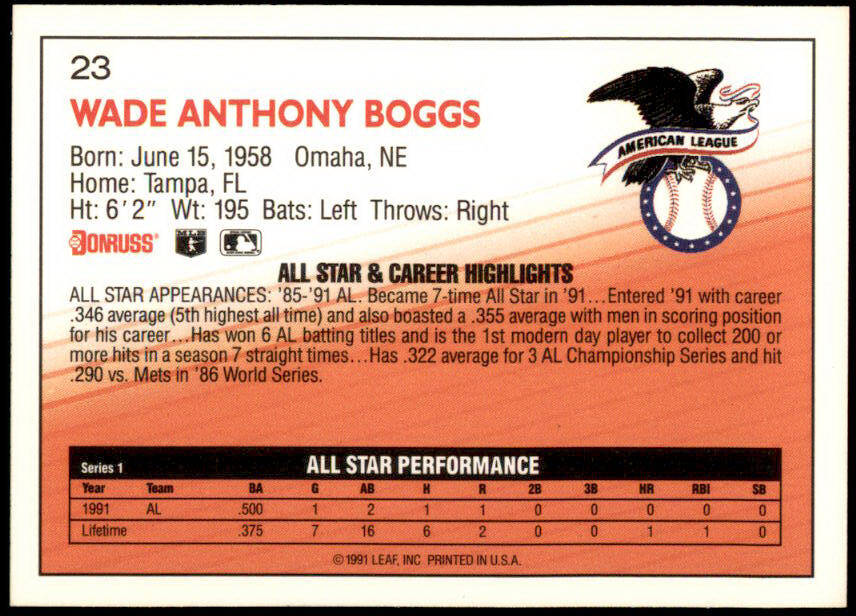 23
WADE ANTHONY BOGGS
AMERICAN LEAGUE
Born: June 15, 1958 Omaha, NE
Home: Tampa, FL
Ht: 6'2" Wt: 195 Bats: Left Throws: Right
DONRUSS MLB
ALL STAR & CAREER HIGHLIGHTS
ALL STAR APPEARANCES: '85-'91 AL. Became 7-time All Star in '91...Entered '91 with career
.346 average (5th highest all time) and also boasted a .355 average with men in scoring position
for his career...Has won 6 AL batting titles and is the 1st modern day player to collect 200 or
more hits in a season 7 straight times...Has .322 average for 3 AL Championship Series and hit
.290 vs. Mets in '86 World Series.
Series 1 ALL STAR PERFORMANCE
Year Team BA G AB H R 2B 3B HR RBI SB
1991 AL .500 1 2 1 1 0 0 0 0 0
Lifetime .375 7 16 6 2 0 0 1 1 0
©1991 LEAF, INC PRINTED IN U.S.A.